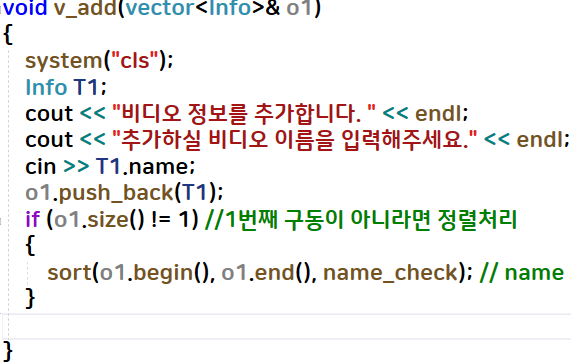 void v_add(vector<Info>& o1)
{
system("cls");
Info T1;
cout << "비디오 정보를 추가합니다. " << endl;
cout << "추가하실 비디오 이름을 입력해주세요." << endl;
cin >> T1.name;
o1.push_back(T1);
if (o1.size() != 1) //1번째 구동이 아니라면 정렬처리
{
sort(o1.begin(), o1.end(), name_check); // name
}
}